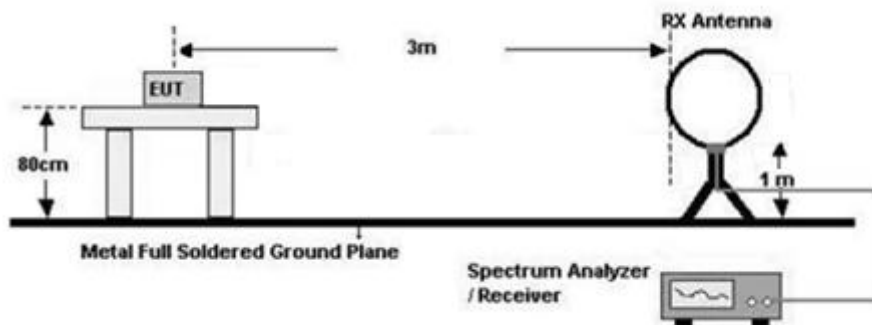 RX Antenna
3m
EUT
80cm
1 m
Metal Full Soldered Ground Plane
Spectrum Analyzer
/ Receiver